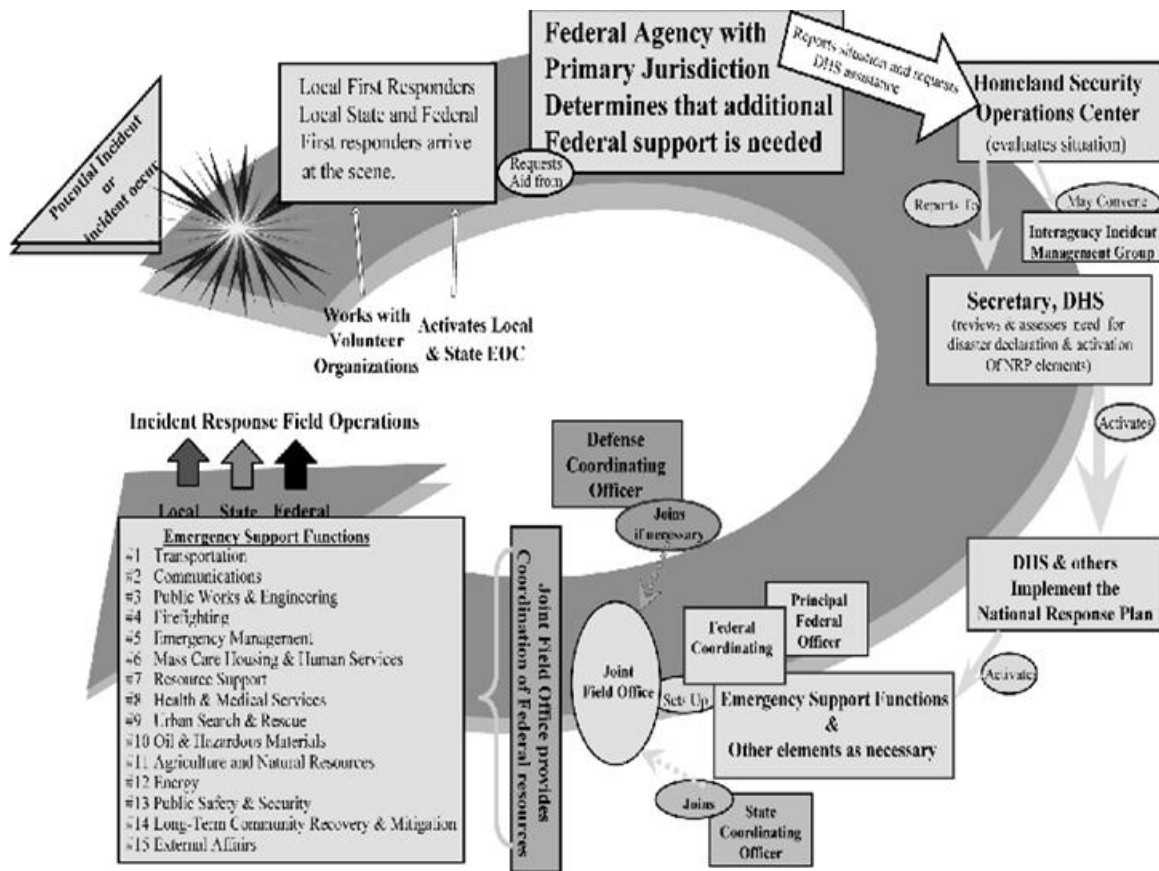 Potential Incident
or
incident occur
Local First Responders
Local State and Federal
First responders arrive
at the scene.
Requests
Aid from
Federal Agency with
Primary Jurisdiction
Determines that additional
Federal support is needed
Reports situation and requests
DHS assistance
Homeland Security
Operations Center
(evaluates situation)
Reports To
May Convene
Interagency Incident
Management Group
Secretary, DHS
(reviews & assesses need for
disaster declaration & activation
Of NRP elements)
Activates
DHS & others
Implement the
National Response Plan
Activates
Works with
Volunteer
Organizations
Activates Local
& State EOC
Principal
Federal
Officer
Federal
Coordinating
Emergency Support Functions
&
Other elements as necessary
Sets Up
Joint
Field Office
Defense
Coordinating
Officer
Joins
if necessary
Joins
State
Coordinating
Officer
Joint Field Office provides
Coordination of Federal resources
Incident Response Field Operations
Local State Federal
Emergency Support Functions
#1 Transportation
#2 Communications
#3 Public Works & Engineering
#4 Firefighting
#5 Emergency Management
#6 Mass Care Housing & Human Services
#7 Resource Support
#8 Health & Medical Services
#9 Urban Search & Rescue
#10 Oil & Hazardous Materials
#11 Agriculture and Natural Resources
#12 Energy
#13 Public Safety & Security
#14 Long-Term Community Recovery & Mitigation
#15 External Affairs